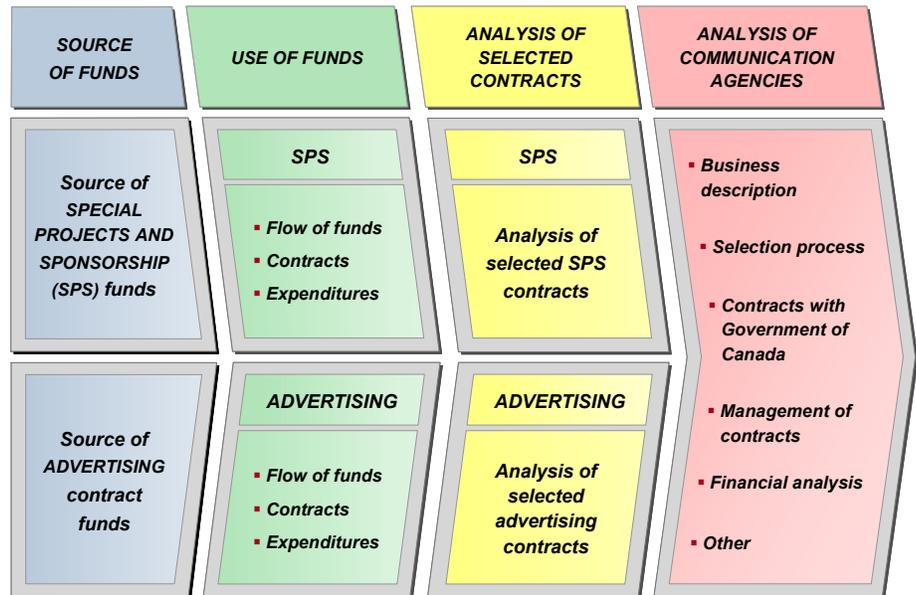 SOURCE
OF FUNDS
USE OF FUNDS
ANALYSIS OF
SELECTED
CONTRACTS
ANALYSIS OF
COMMUNICATION
AGENCIES
Source of
SPECIAL
PROJECTS AND
SPONSORSHIP
(SPS) funds
SPS
▪ Flow of funds
▪ Contracts
▪ Expenditures
SPS
Analysis of
selected SPS
contracts
Source of
ADVERTISING
contract
funds
ADVERTISING
▪ Flow of funds
▪ Contracts
▪ Expenditures
ADVERTISING
Analysis of
selected
advertising
contracts
▪ Business
description
▪ Selection process
▪ Contracts with
Government of
Canada
▪ Management of
contracts
▪ Financial analysis
▪ Other